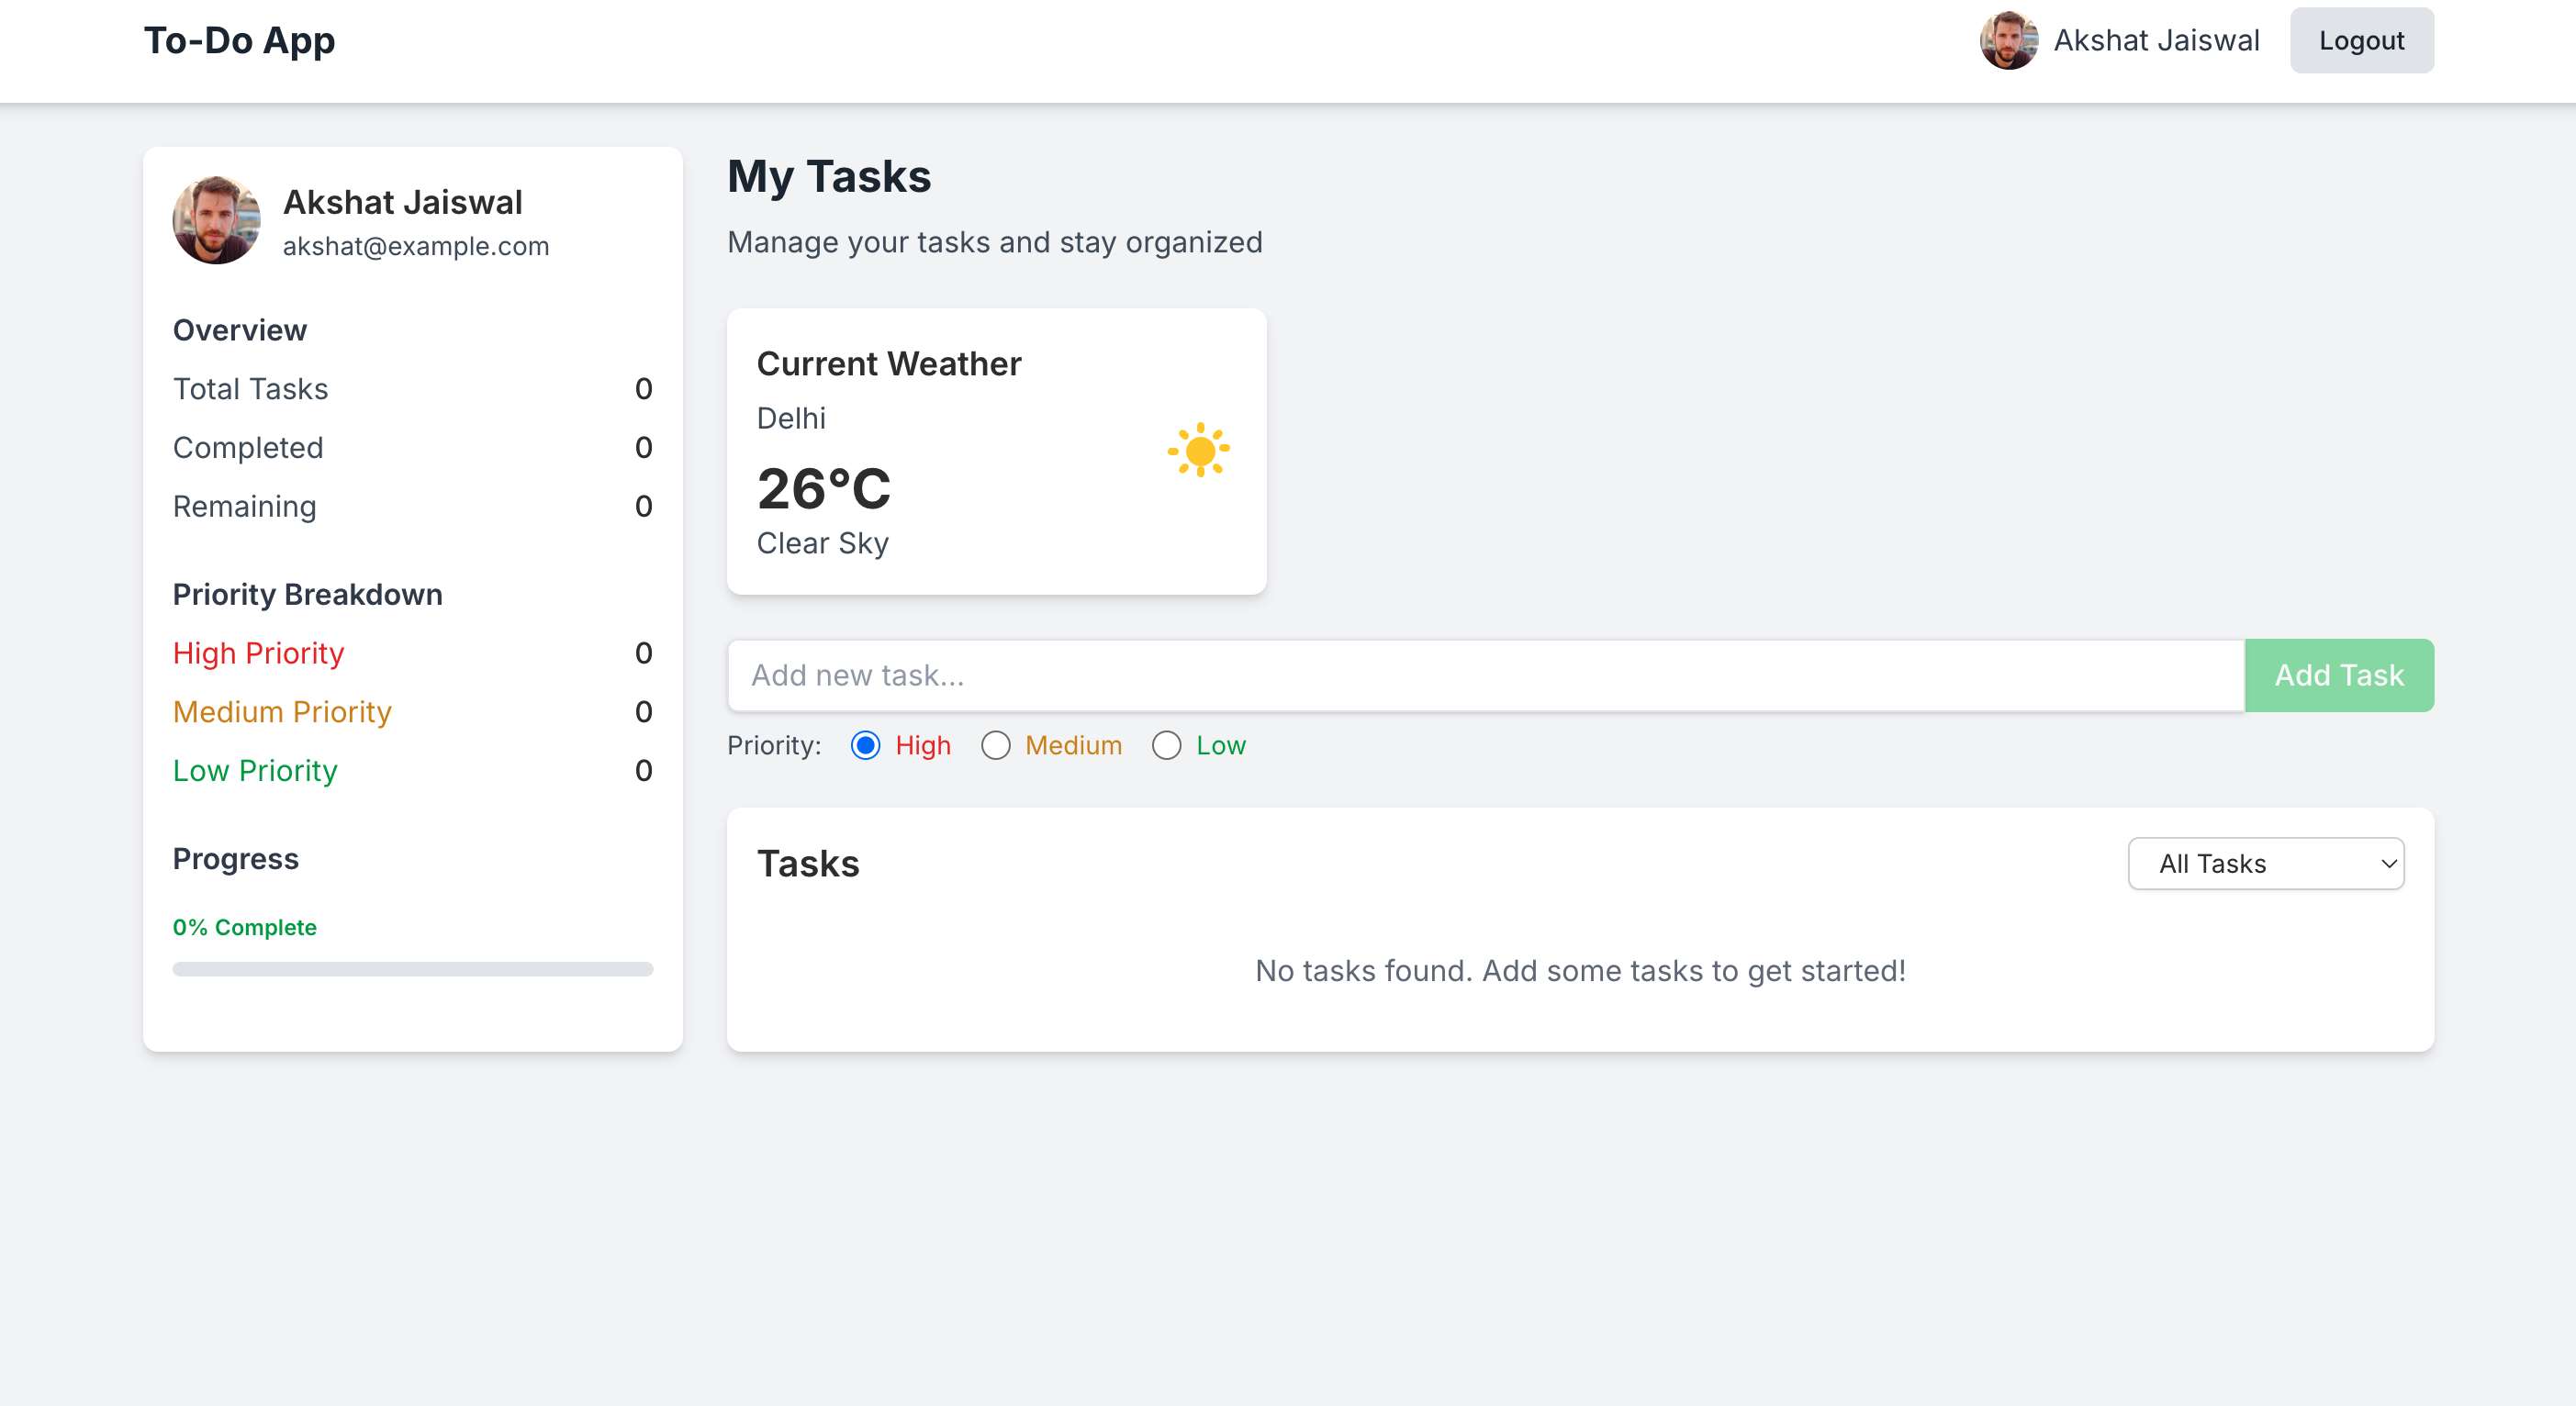 To-Do App
Akshat Jaiswal
Logout
Akshat Jaiswal
akshat@example.com
Overview
Total Tasks 0
Completed 0
Remaining 0
Priority Breakdown
High Priority 0
Medium Priority 0
Low Priority 0
Progress
0% Complete
My Tasks
Manage your tasks and stay organized
Current Weather
Delhi
26°C
Clear Sky
Add new task...
Add Task
Priority: High Medium Low
Tasks
All Tasks
No tasks found. Add some tasks to get started!